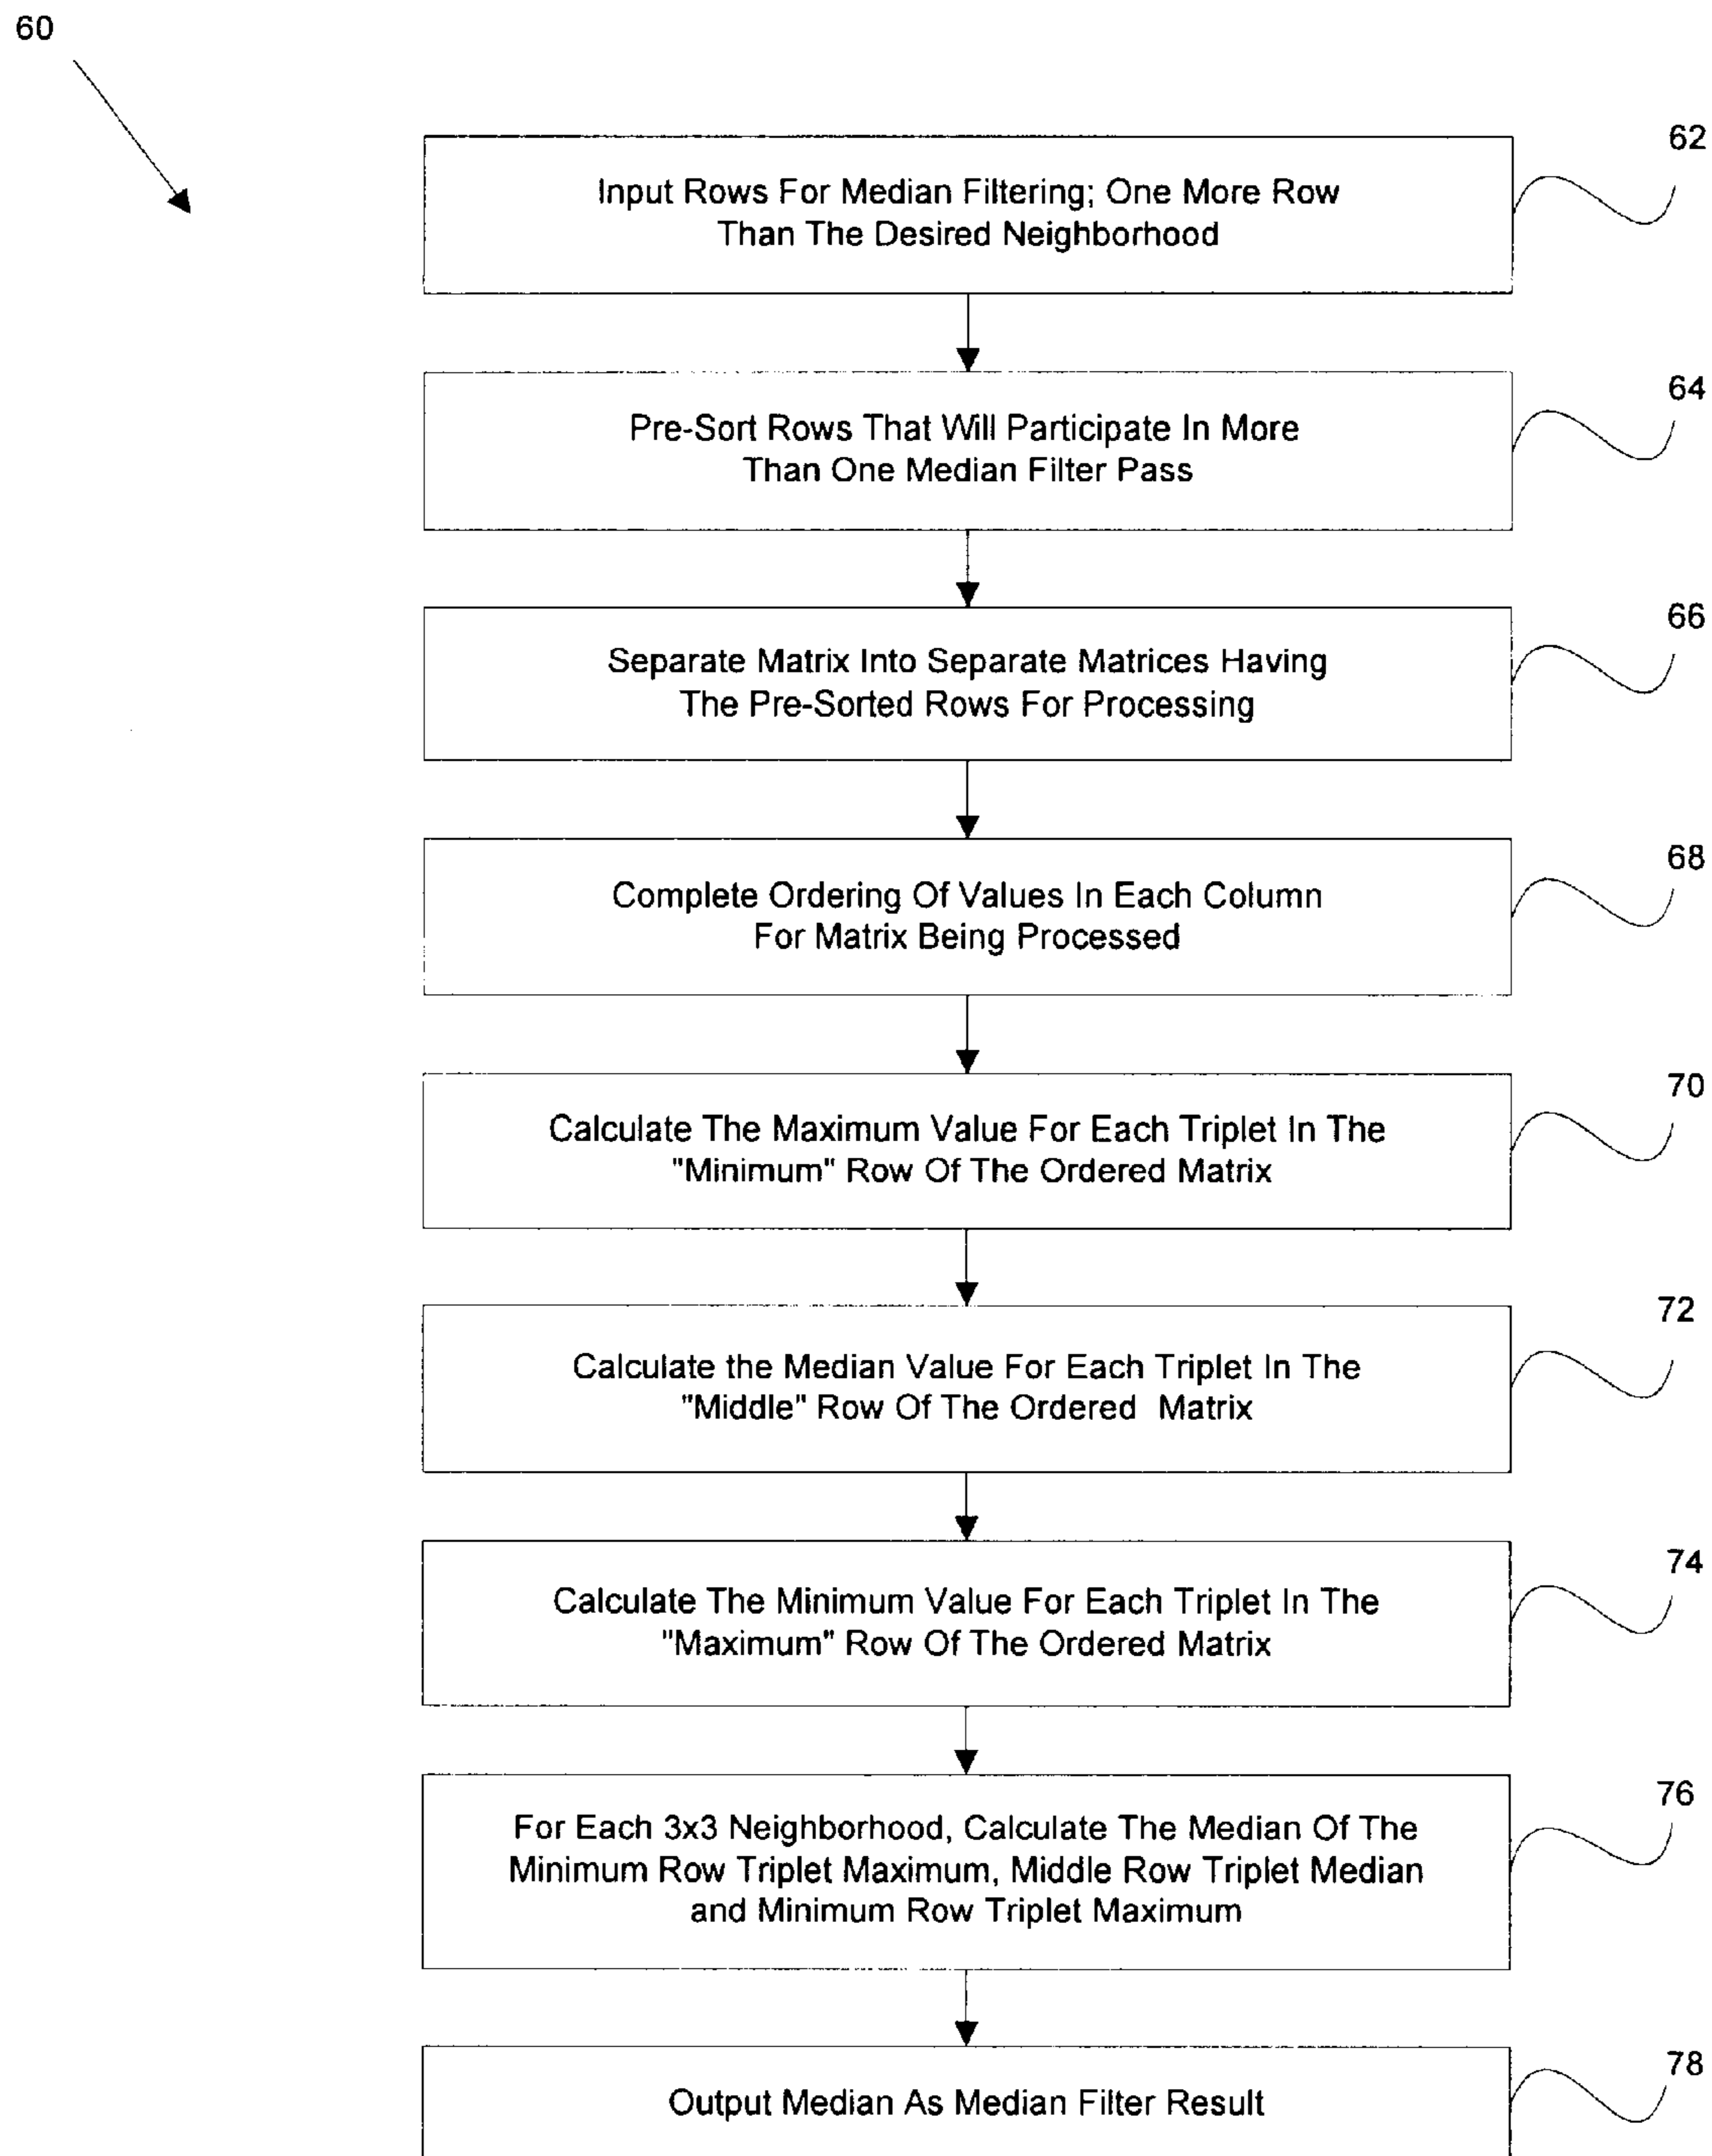 60
62
Input Rows For Median Filtering; One More Row
Than The Desired Neighborhood
64
Pre-Sort Rows That Will Participate In More
Than One Median Filter Pass
66
Separate Matrix Into Separate Matrices Having
The Pre-Sorted Rows For Processing
68
Complete Ordering Of Values In Each Column
For Matrix Being Processed
70
Calculate The Maximum Value For Each Triplet In The
"Minimum" Row Of The Ordered Matrix
72
Calculate the Median Value For Each Triplet In The
"Middle" Row Of The Ordered Matrix
74
Calculate The Minimum Value For Each Triplet In The
"Maximum" Row Of The Ordered Matrix
76
For Each 3x3 Neighborhood, Calculate The Median Of The
Minimum Row Triplet Maximum, Middle Row Triplet Median
and Minimum Row Triplet Maximum
78
Output Median As Median Filter Result